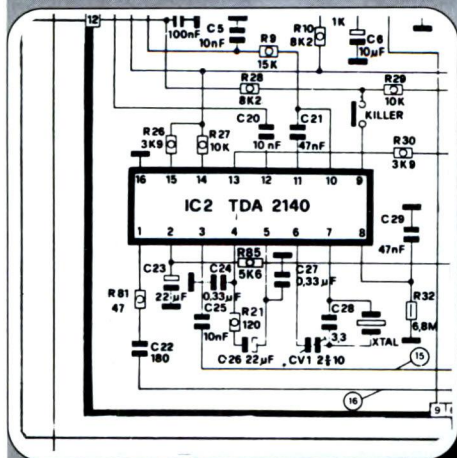 12
100nF
C5
10nF
R9
15K
R10
8K2
1K
C6
10µF
R28
8K2
R29
10K
KILLER
R26
3K9
R27
10K
C20
10nF
C21
47nF
R30
3K9
16 15 14 13 12 11 10 9
IC2 TDA 2140
1 2 3 4 5 6 7 8
R81
47
C23
22µF
C24
0,33µF
R85
5K6
C27
0,33µF
C29
47nF
C25
10nF
R21
120
C28
3,3
R32
6,8M
C22
180
C26 22µF
CV1 2÷10
XTAL
15
16
9